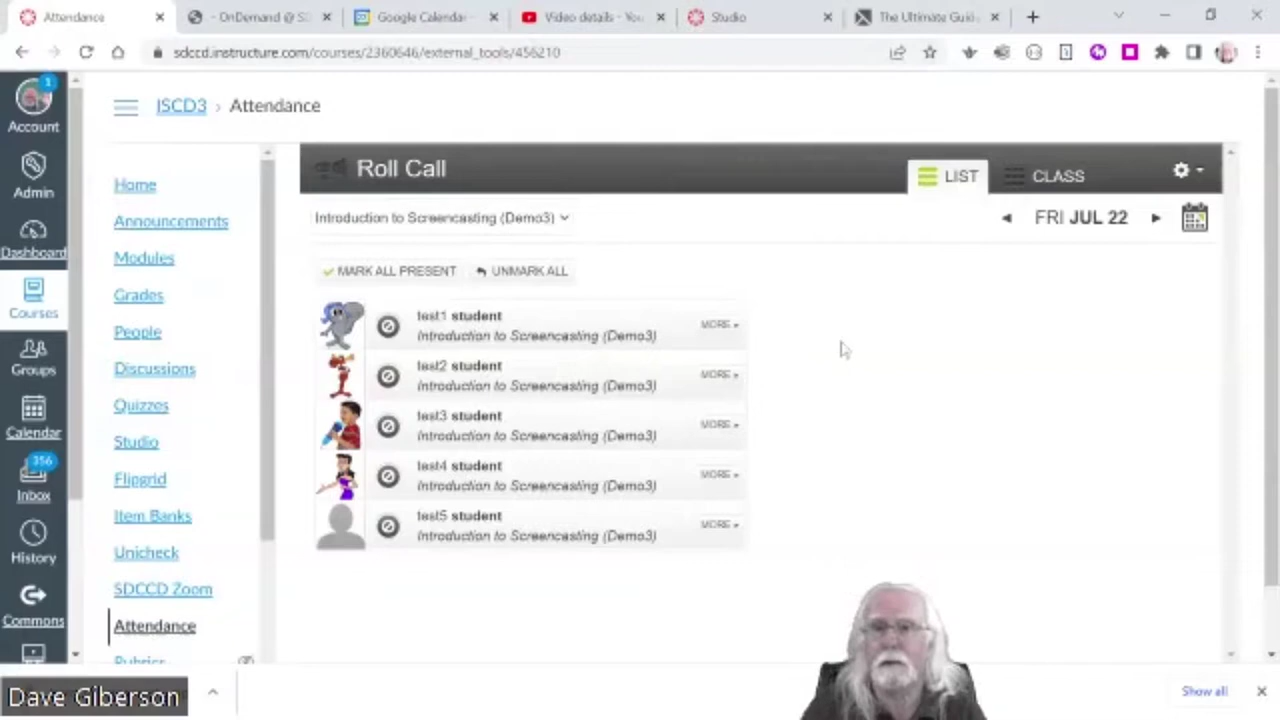 Attendance
- OnDemand @ S
Google Calendar -
Video details - You
Studio
The Ultimate Guid
sdccd.instructure.com/courses/2360646/external_tools/456210
1
Account
Admin
Dashboard
Courses
Groups
Calendar
356
Inbox
History
Commons
ISCD3 › Attendance
Home
Announcements
Modules
Grades
People
Discussions
Quizzes
Studio
Flipgrid
Item Banks
Unicheck
SDCCD Zoom
Attendance
Rubrics
Roll Call
LIST
CLASS
Introduction to Screencasting (Demo3)
FRI JUL 22
MARK ALL PRESENT
UNMARK ALL
test1 student
Introduction to Screencasting (Demo3)
MORE
test2 student
Introduction to Screencasting (Demo3)
MORE
test3 student
Introduction to Screencasting (Demo3)
MORE
test4 student
Introduction to Screencasting (Demo3)
MORE
test5 student
Introduction to Screencasting (Demo3)
MORE
Dave Giberson
Show all